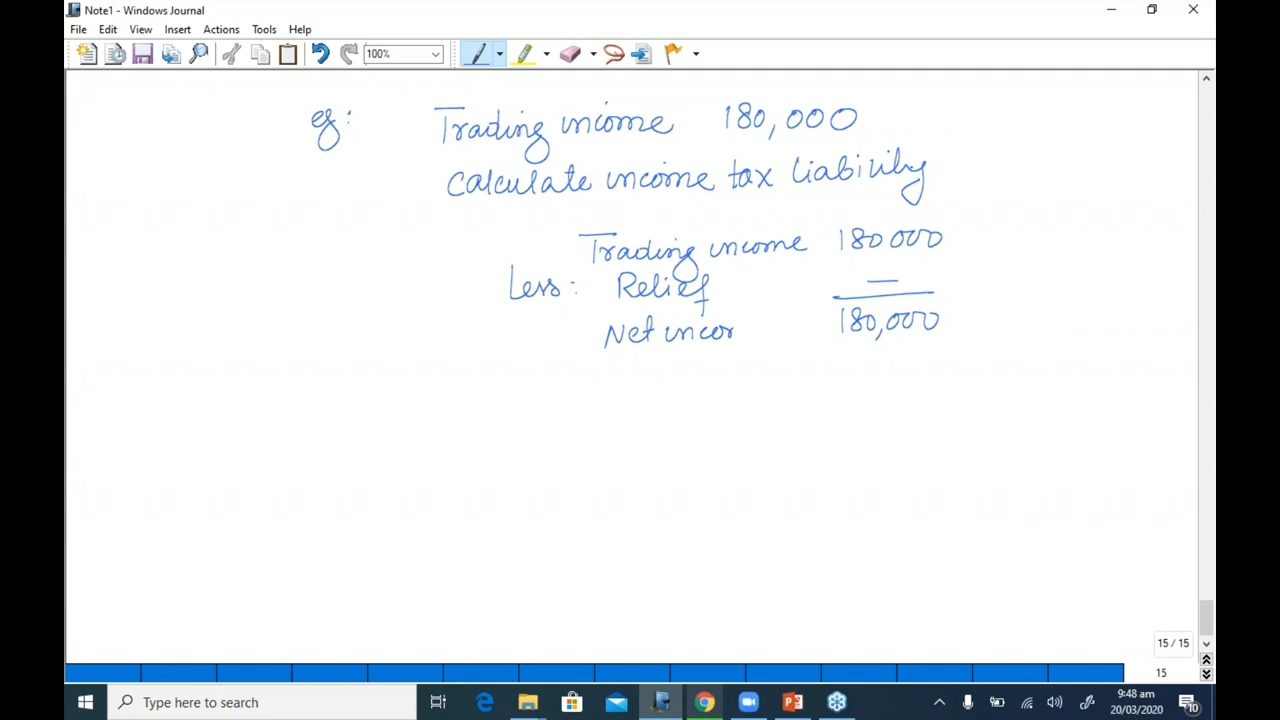 Note1 - Windows Journal
File Edit View Insert Actions Tools Help
100%
eg: Trading income 180,000
Calculate income tax liability
Trading income 180000
Less: Relief —
Net incom 180,000
15 / 15
15
Type here to search
9:48 am
20/03/2020
10